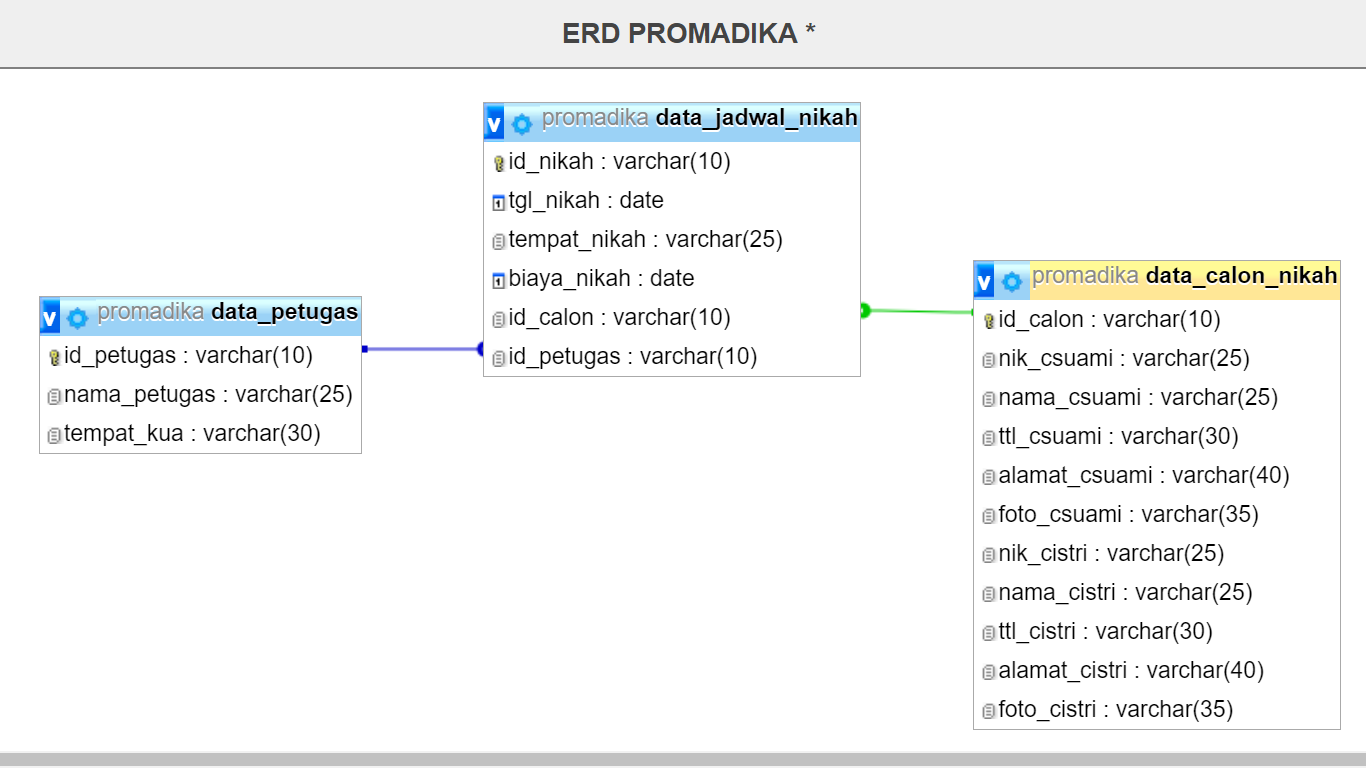 ERD PROMADIKA *
v promadika data_jadwal_nikah
id_nikah : varchar(10)
tgl_nikah : date
tempat_nikah : varchar(25)
biaya_nikah : date
id_calon : varchar(10)
id_petugas : varchar(10)
v promadika data_petugas
id_petugas : varchar(10)
nama_petugas : varchar(25)
tempat_kua : varchar(30)
v promadika data_calon_nikah
id_calon : varchar(10)
nik_csuami : varchar(25)
nama_csuami : varchar(25)
ttl_csuami : varchar(30)
alamat_csuami : varchar(40)
foto_csuami : varchar(35)
nik_cistri : varchar(25)
nama_cistri : varchar(25)
ttl_cistri : varchar(30)
alamat_cistri : varchar(40)
foto_cistri : varchar(35)